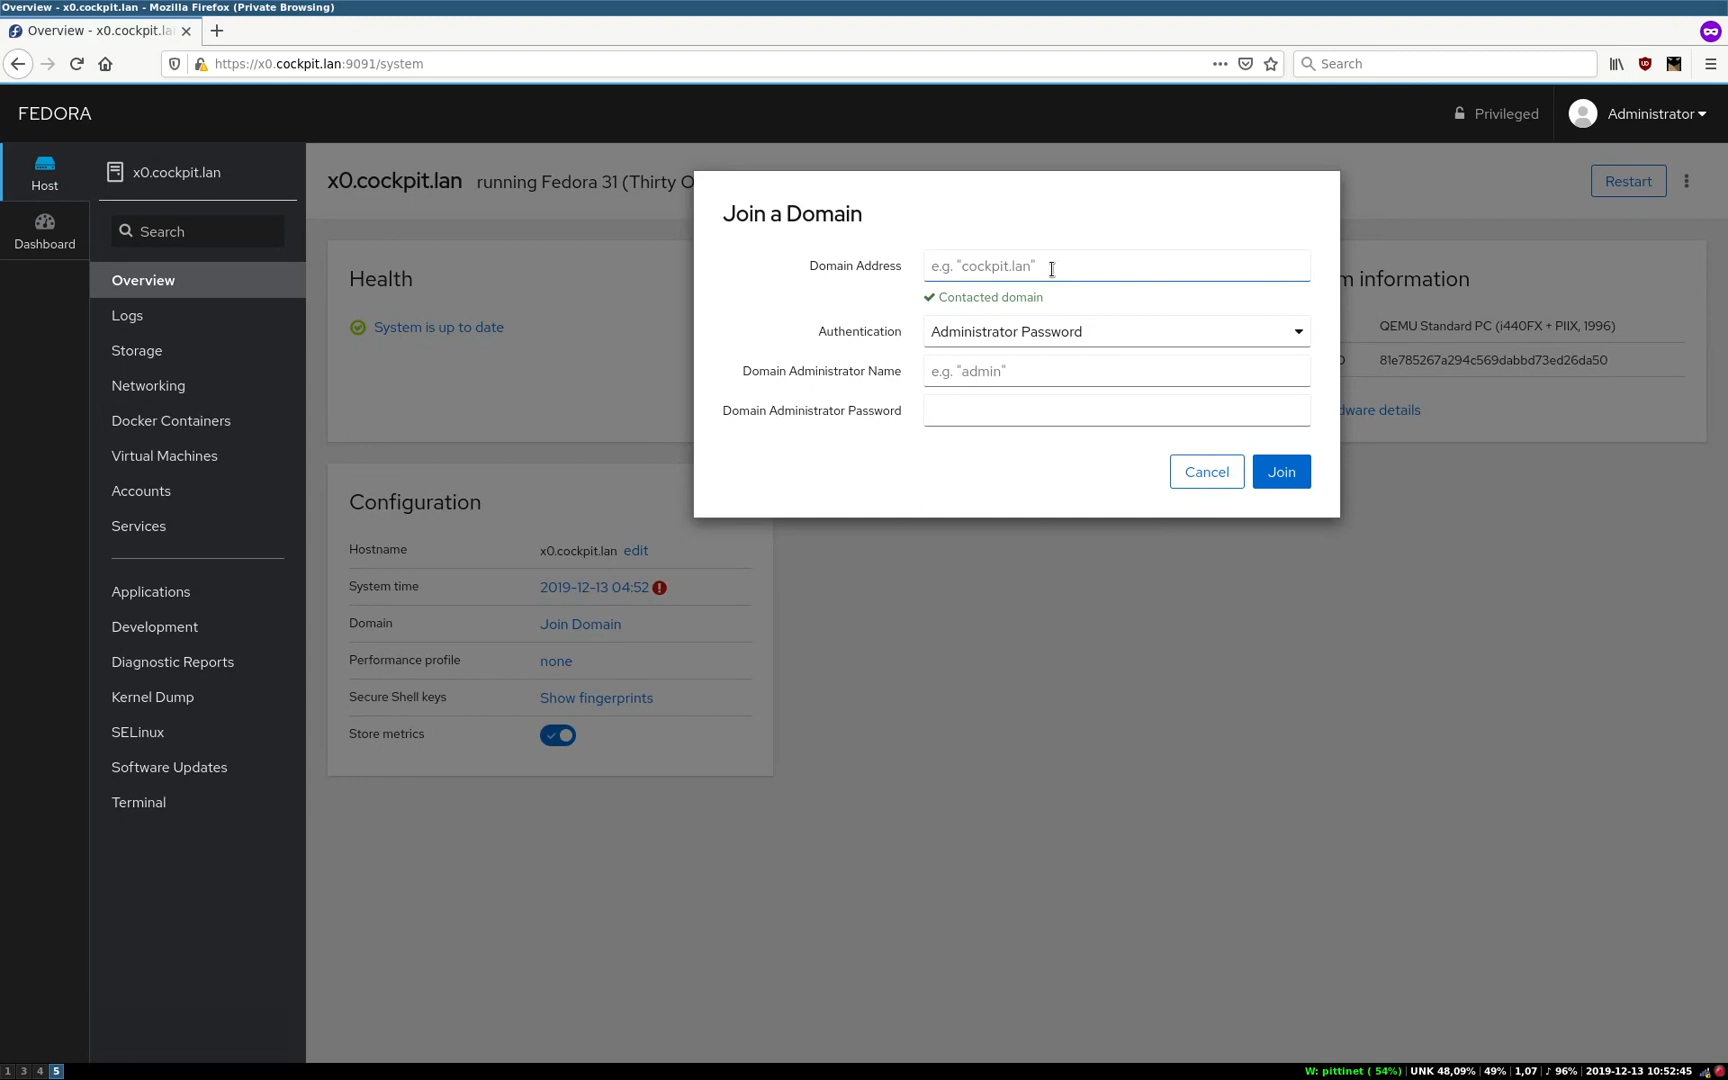 Overview - x0.cockpit.lan - Mozilla Firefox (Private Browsing)
Overview - x0.cockpit.la
https://x0.cockpit.lan:9091/system
Search
FEDORA
Privileged
Administrator
Host
Dashboard
x0.cockpit.lan
Search
Overview
Logs
Storage
Networking
Docker Containers
Virtual Machines
Accounts
Services
Applications
Development
Diagnostic Reports
Kernel Dump
SELinux
Software Updates
Terminal
x0.cockpit.lan running Fedora 31 (Thirty O
Restart
Health
System is up to date
Join a Domain
Domain Address e.g. "cockpit.lan"
Contacted domain
Authentication Administrator Password
Domain Administrator Name e.g. "admin"
Domain Administrator Password
Cancel Join
m information
QEMU Standard PC (i440FX + PIIX, 1996)
81e785267a294c569dabbd73ed26da50
dware details
Configuration
Hostname x0.cockpit.lan edit
System time 2019-12-13 04:52
Domain Join Domain
Performance profile none
Secure Shell keys Show fingerprints
Store metrics
1 3 4 5
W: pittinet ( 54%) UNK 48,09% 49% 1,07 ♪ 96% 2019-12-13 10:52:45